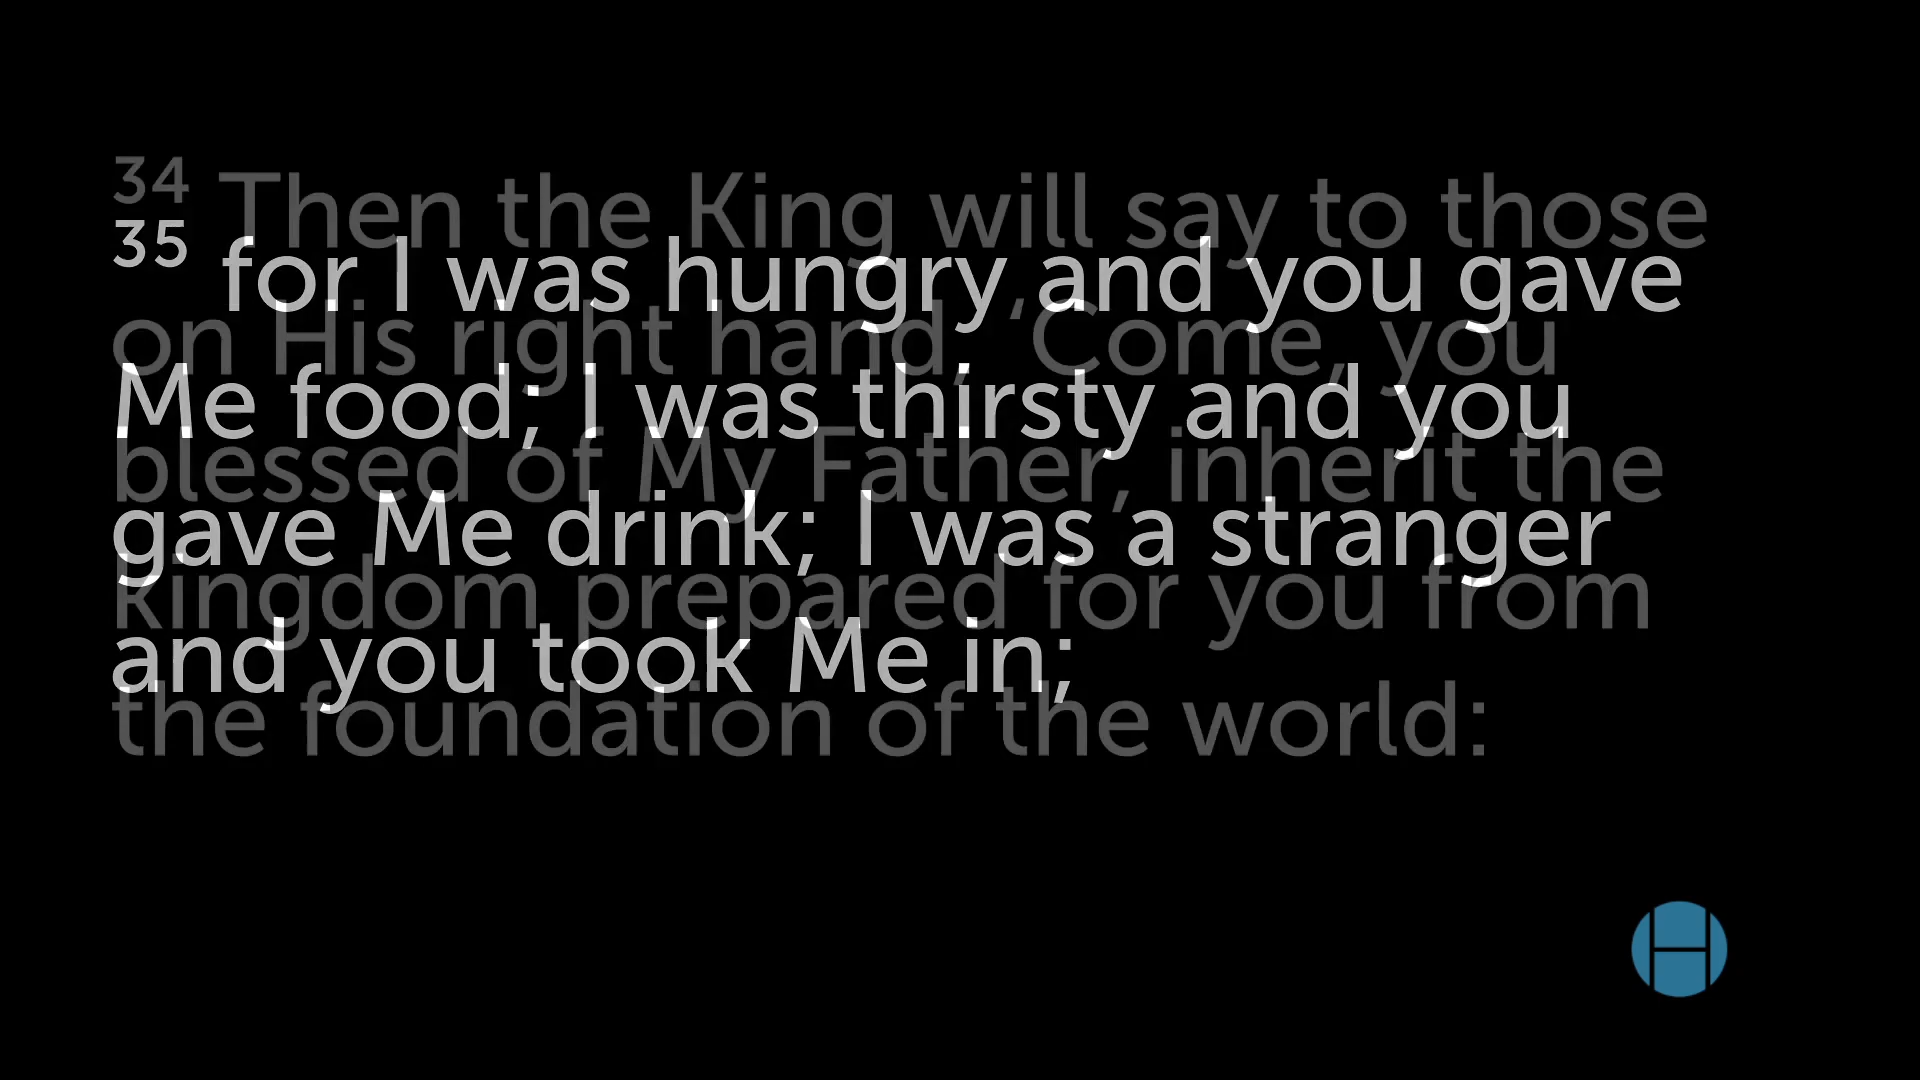 34 Then the King will say to those
on His right hand, ‘Come, you
blessed of My Father, inherit the
kingdom prepared for you from
the foundation of the world:
35 for I was hungry and you gave
Me food; I was thirsty and you
gave Me drink; I was a stranger
and you took Me in;
H